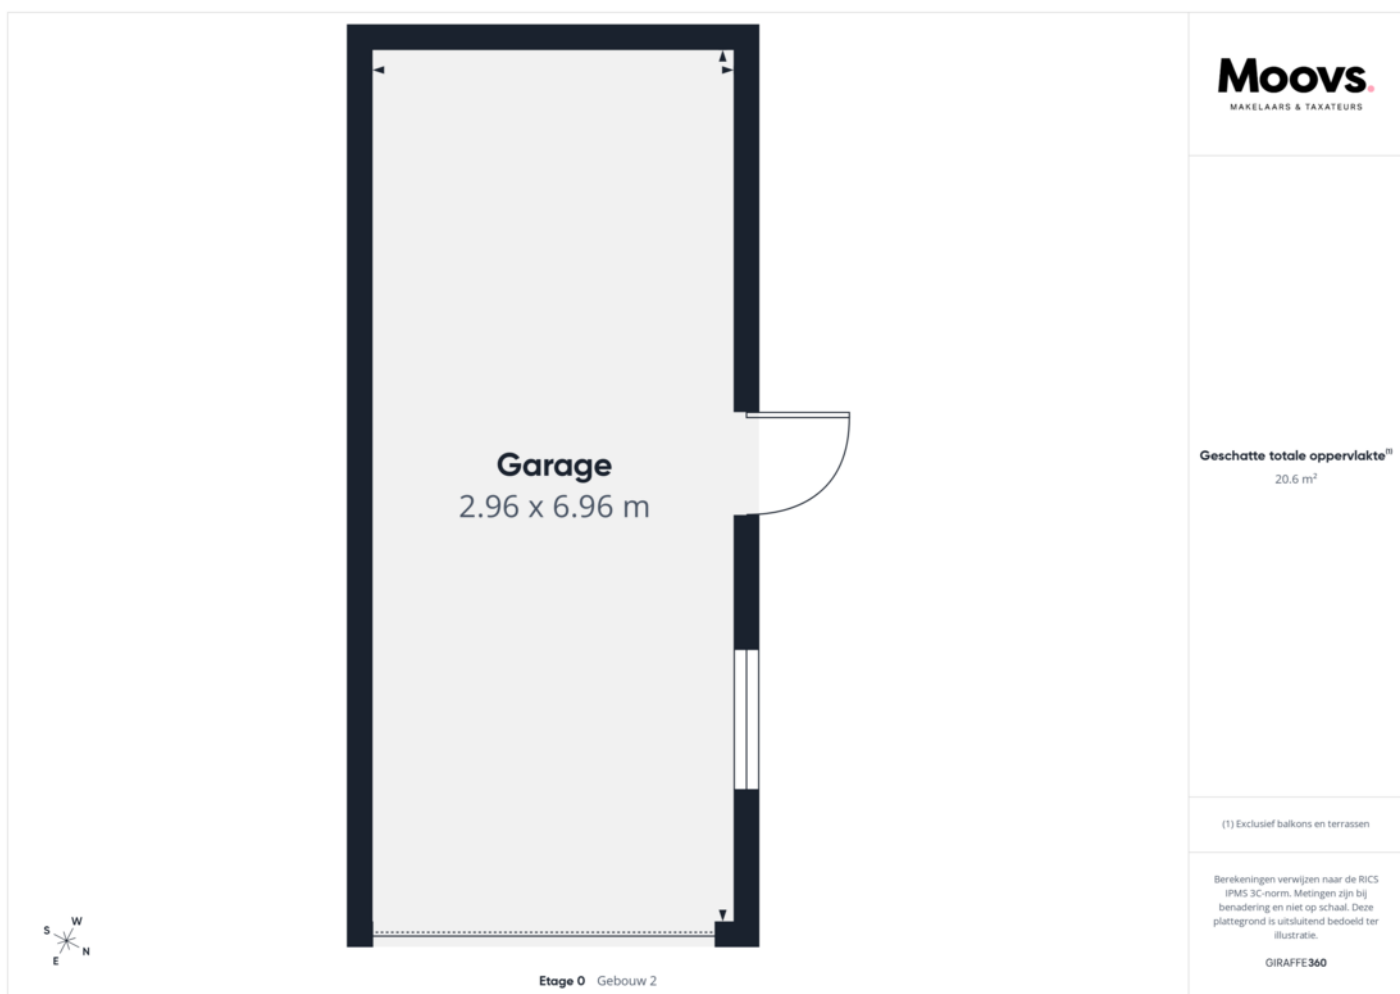 Moovs.
MAKELAARS & TAXATEURS
Garage
2.96 x 6.96 m
Geschatte totale oppervlakte(1)
20.6 m²
(1) Exclusief balkons en terrassen
Berekeningen verwijzen naar de RICS
IPMS 3C-norm. Metingen zijn bij
benadering en niet op schaal. Deze
plattegrond is uitsluitend bedoeld ter
illustratie.
GIRAFFE360
W
S
N
E
Etage 0 Gebouw 2